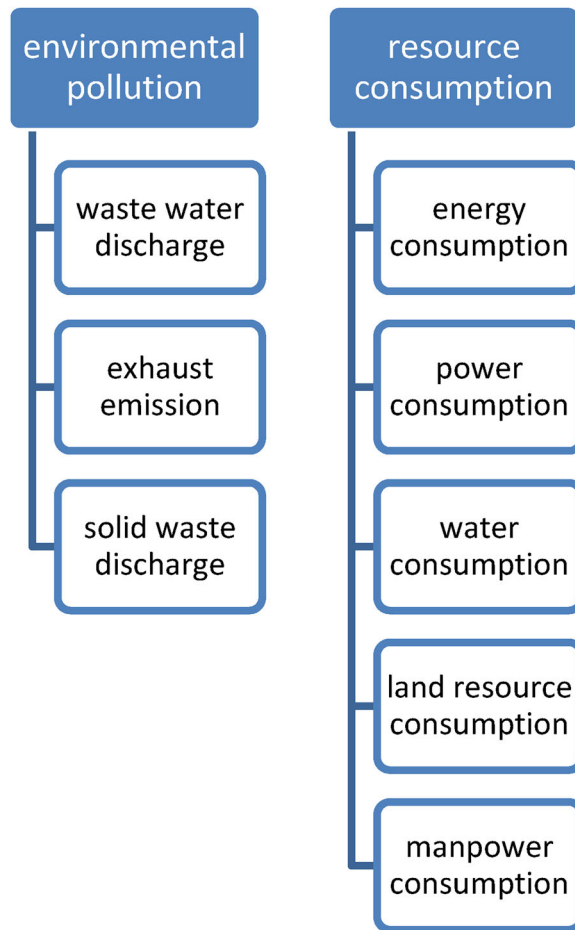 environmental
pollution
waste water
discharge
exhaust
emission
solid waste
discharge
resource
consumption
energy
consumption
power
consumption
water
consumption
land resource
consumption
manpower
consumption